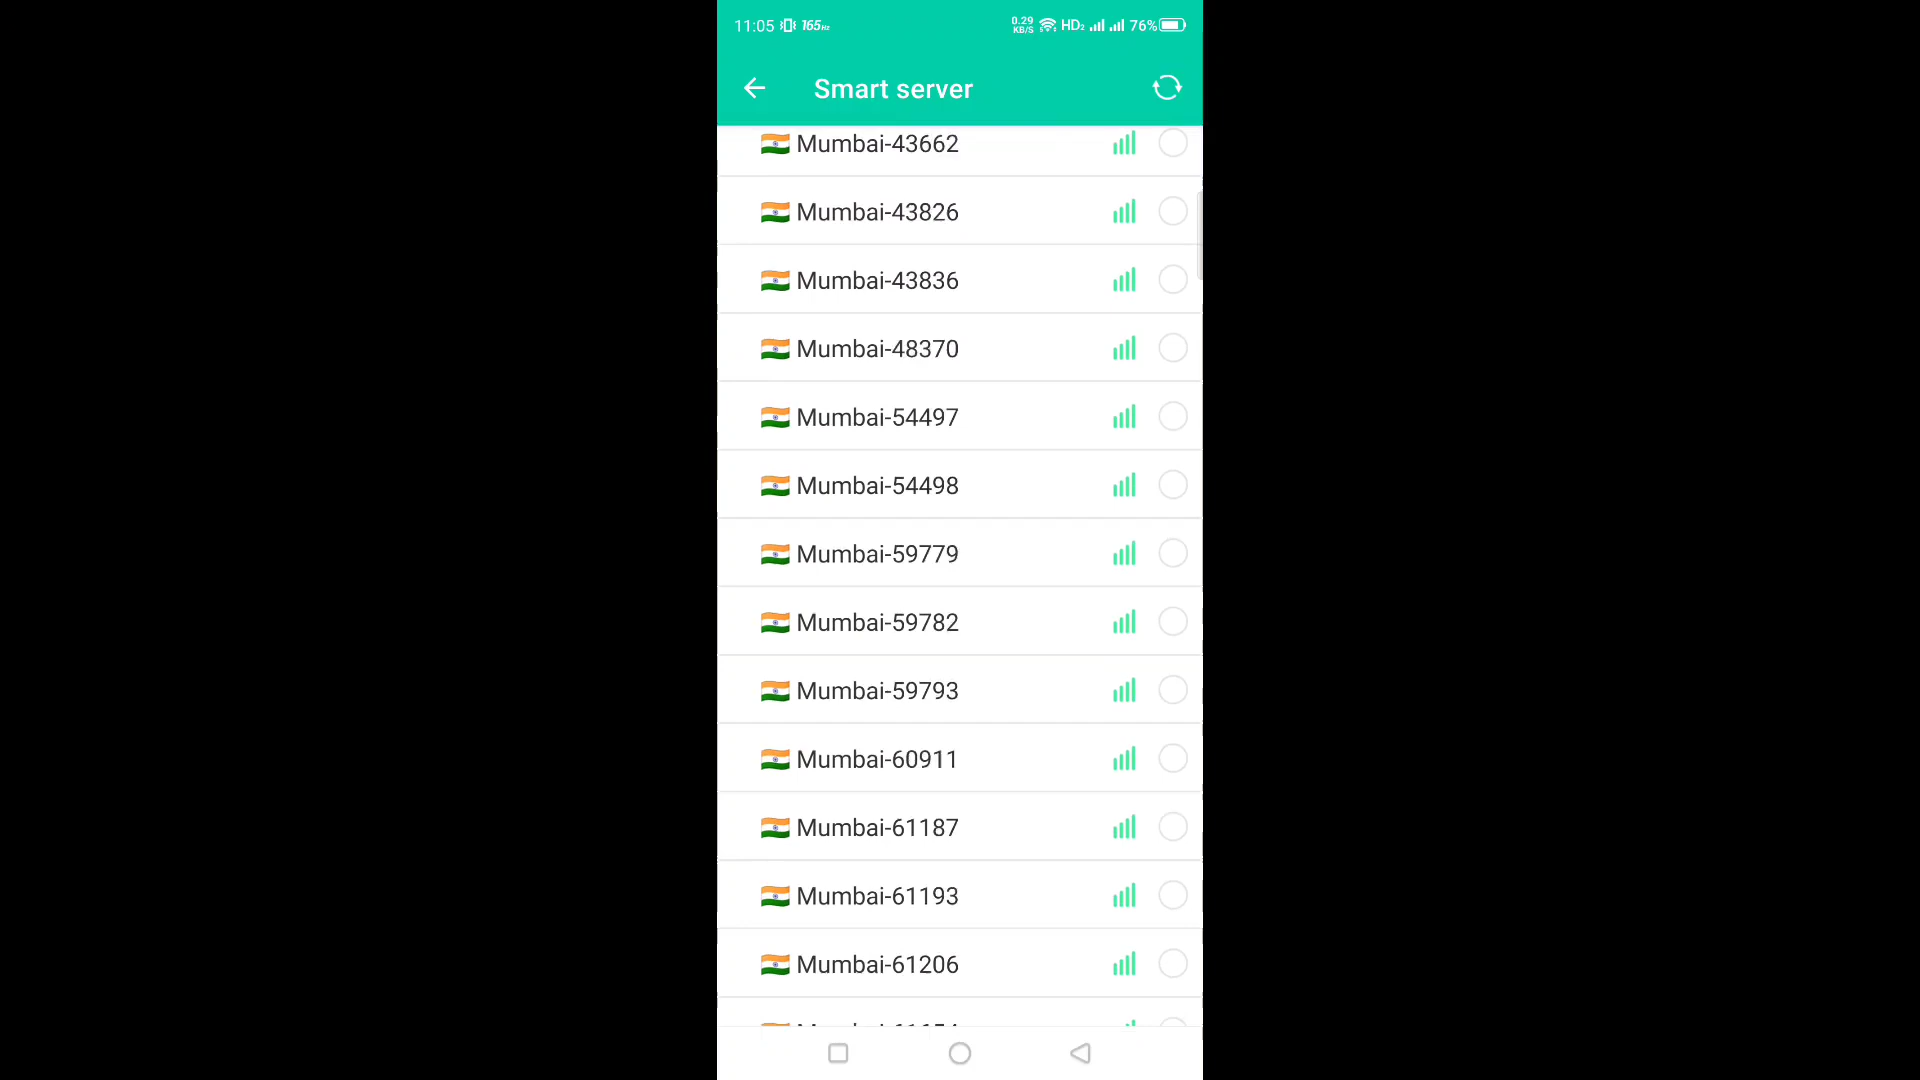 11:05 165Hz 0.29 KB/S HD2 76%
Smart server
Mumbai-43662
Mumbai-43826
Mumbai-43836
Mumbai-48370
Mumbai-54497
Mumbai-54498
Mumbai-59779
Mumbai-59782
Mumbai-59793
Mumbai-60911
Mumbai-61187
Mumbai-61193
Mumbai-61206